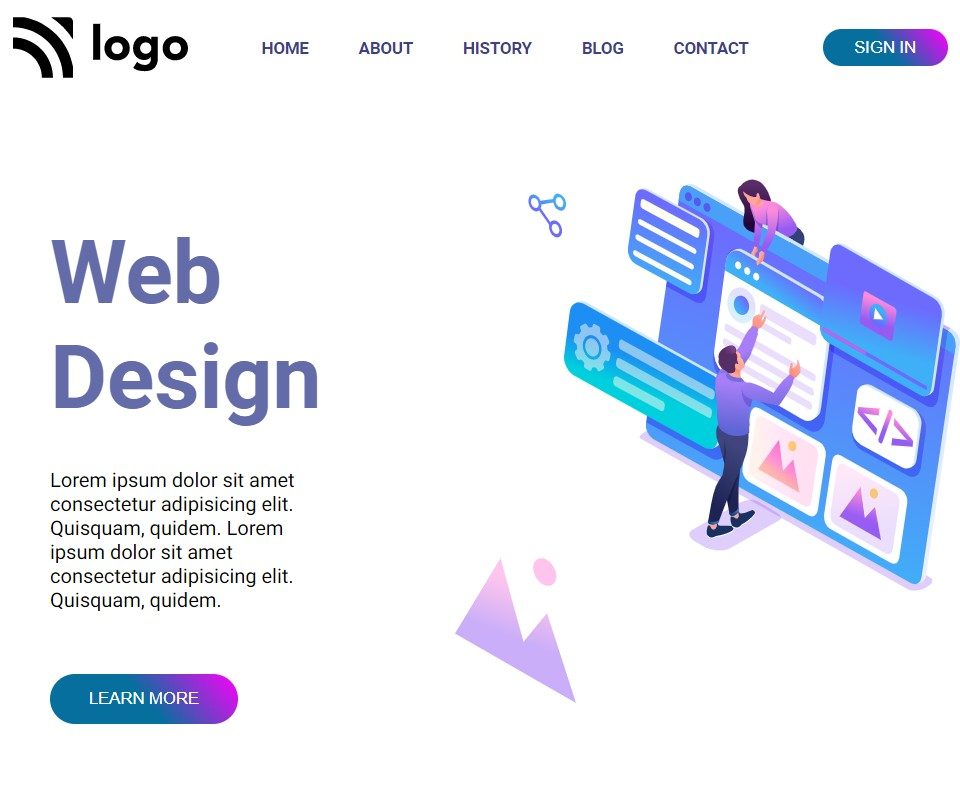 logo
HOME ABOUT HISTORY BLOG CONTACT SIGN IN
Web
Design
Lorem ipsum dolor sit amet
consectetur adipisicing elit.
Quisquam, quidem. Lorem
ipsum dolor sit amet
consectetur adipisicing elit.
Quisquam, quidem.
LEARN MORE